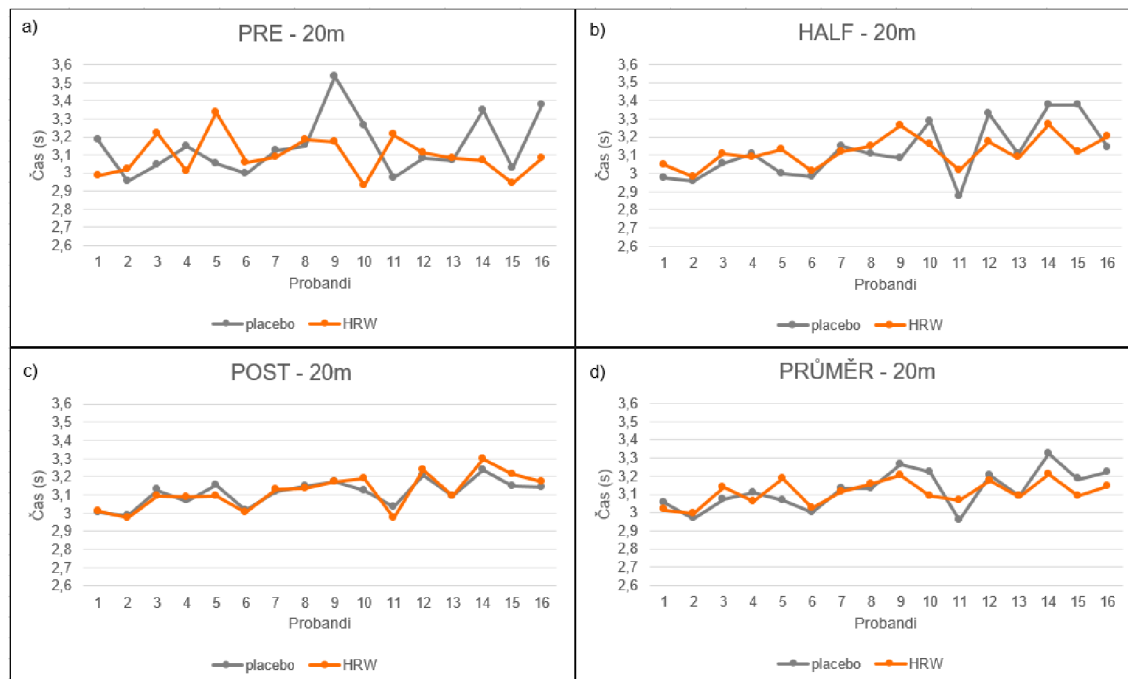 a)
PRE - 20m
3,6
3,5
3,4
3,3
3,2
3,1
3
2,9
2,8
2,7
2,6
Čas (s)
1 2 3 4 5 6 7 8 9 10 11 12 13 14 15 16
Probandi
placebo HRW
b)
HALF - 20m
3,6
3,5
3,4
3,3
3,2
3,1
3
2,9
2,8
2,7
2,6
Čas (s)
1 2 3 4 5 6 7 8 9 10 11 12 13 14 15 16
Probandi
placebo HRW
c)
POST - 20m
3,6
3,5
3,4
3,3
3,2
3,1
3
2,9
2,8
2,7
2,6
Čas (s)
1 2 3 4 5 6 7 8 9 10 11 12 13 14 15 16
Probandi
placebo HRW
d)
PRŮMĚR - 20m
3,6
3,5
3,4
3,3
3,2
3,1
3
2,9
2,8
2,7
2,6
Čas (s)
1 2 3 4 5 6 7 8 9 10 11 12 13 14 15 16
Probandi
placebo HRW